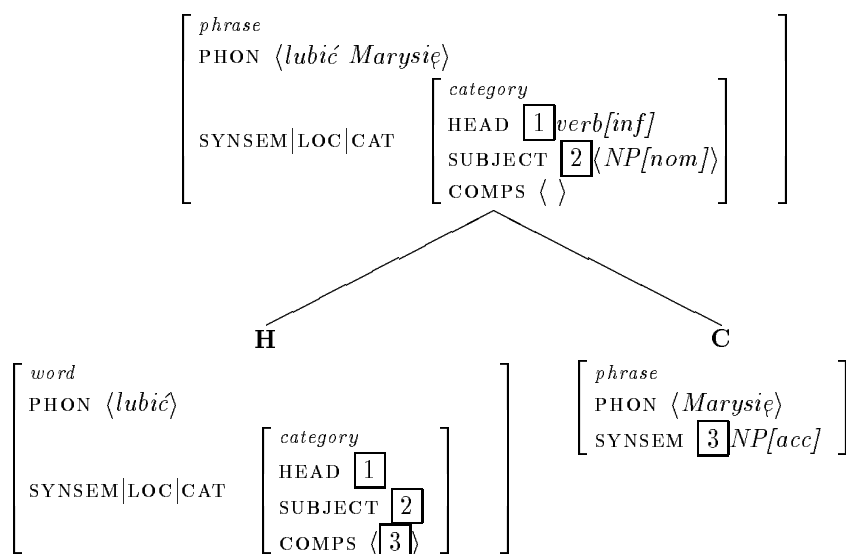 phrase
PHON ⟨lubić Marysię⟩
category
HEAD 1 verb[inf]
SYNSEM|LOC|CAT
SUBJECT 2 ⟨NP[nom]⟩
COMPS ⟨ ⟩
H
C
word
PHON ⟨lubić⟩
category
HEAD 1
SYNSEM|LOC|CAT
SUBJECT 2
COMPS ⟨ 3 ⟩
phrase
PHON ⟨Marysię⟩
SYNSEM 3 NP[acc]